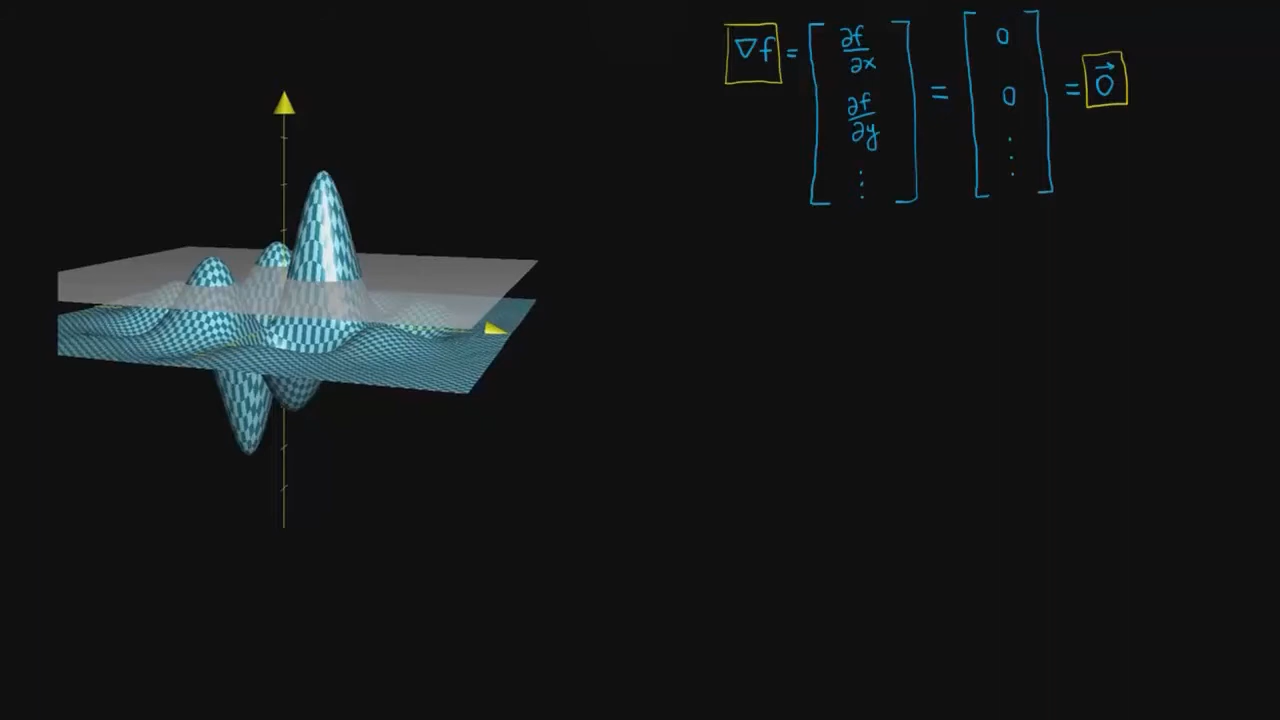 ∇f = [ ∂f/∂x ∂f/∂y ⋮ ] = [ 0 0 ⋮ ] = 0⃗